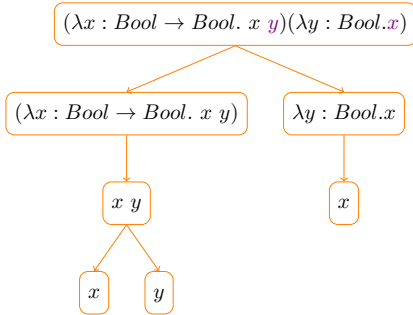 (λx : Bool → Bool. x y)(λy : Bool.x)
(λx : Bool → Bool. x y) λy : Bool.x
x y x
x y